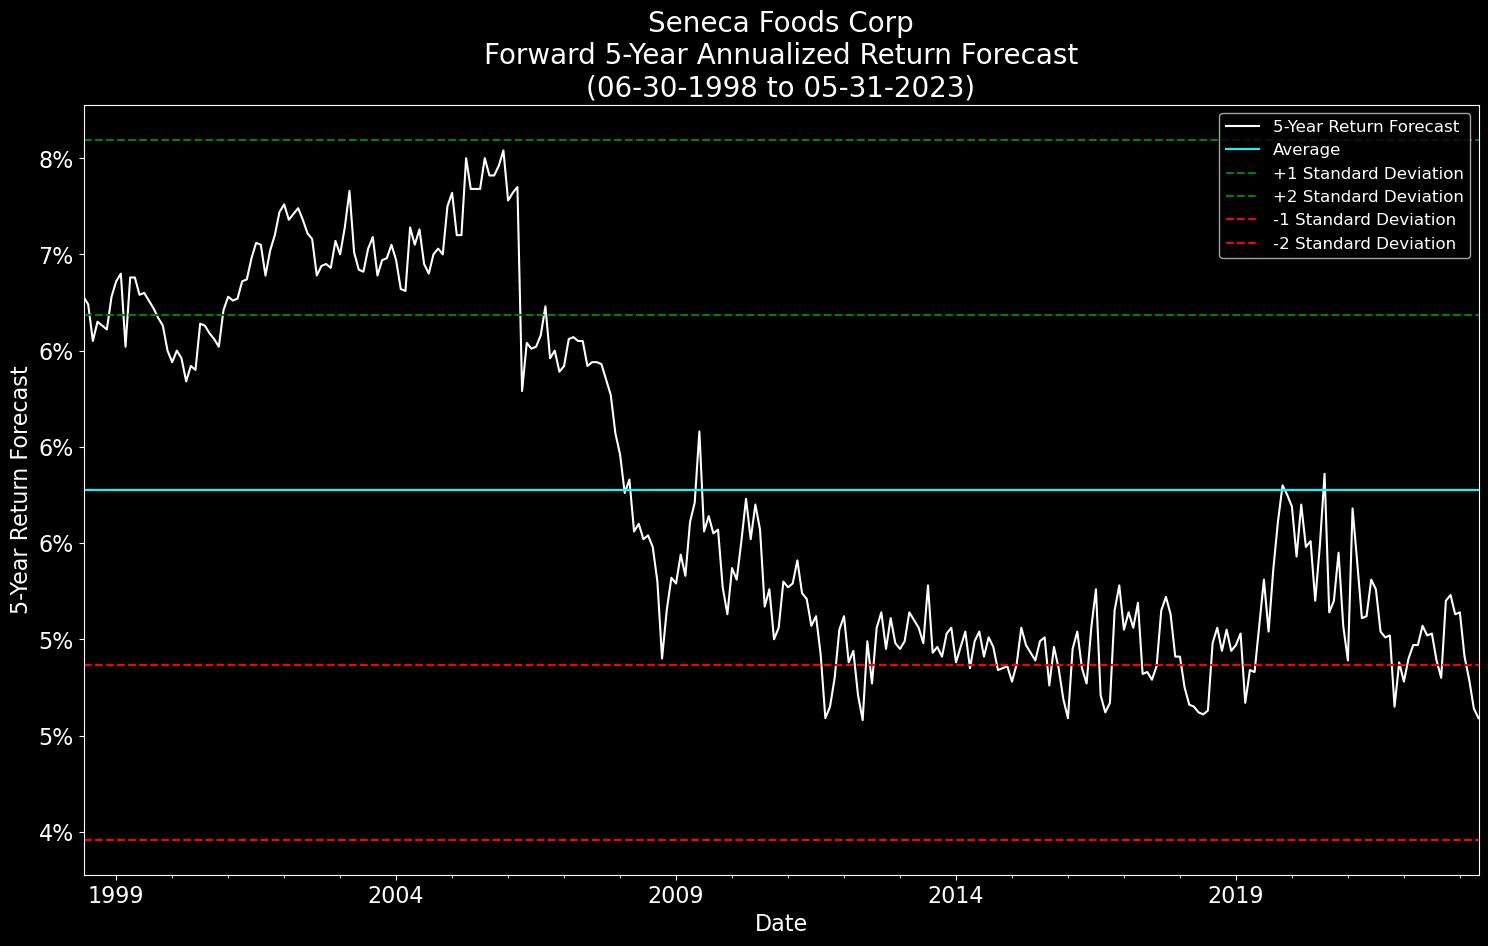 Seneca Foods Corp
Forward 5-Year Annualized Return Forecast
(06-30-1998 to 05-31-2023)
5-Year Return Forecast
Average
+1 Standard Deviation
+2 Standard Deviation
-1 Standard Deviation
-2 Standard Deviation
8%
7%
6%
6%
6%
5%
5%
4%
5-Year Return Forecast
1999
2004
2009
2014
2019
Date